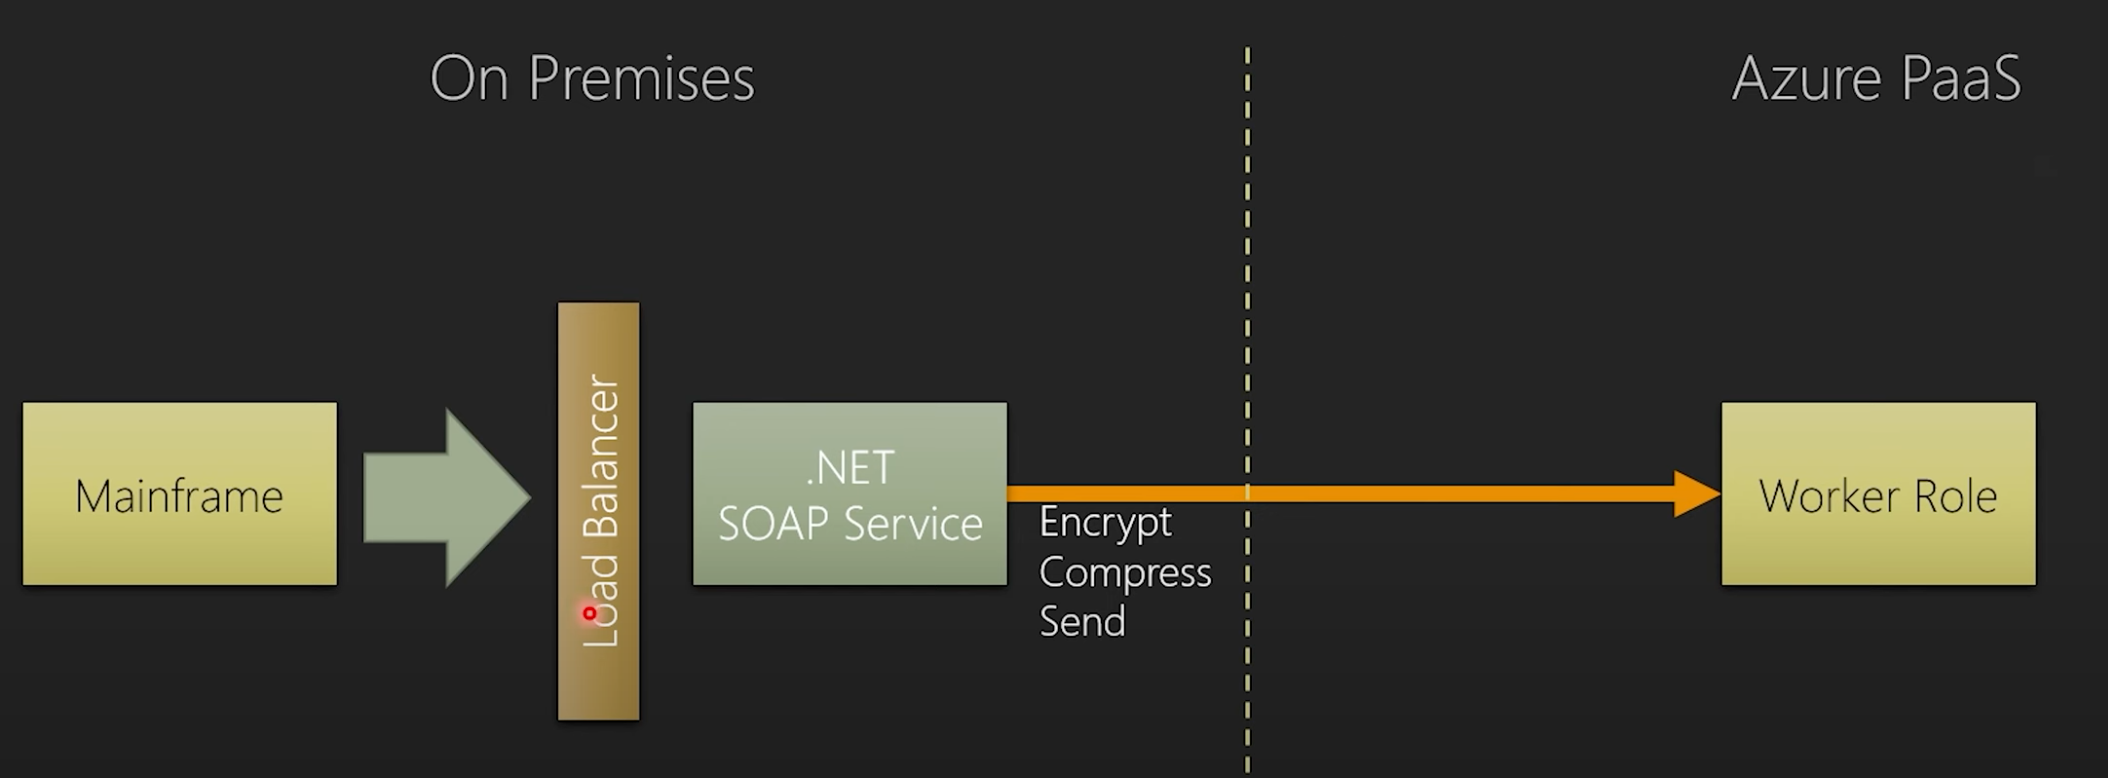 On Premises
Azure PaaS
Mainframe
Load Balancer
.NET
SOAP Service
Encrypt
Compress
Send
Worker Role